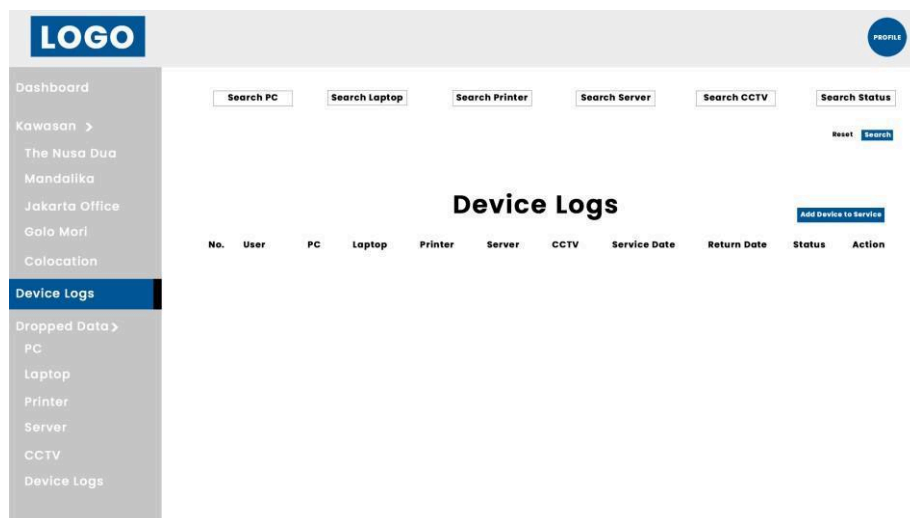 LOGO
PROFILE
Dashboard
Kawasan >
The Nusa Dua
Mandalika
Jakarta Office
Golo Mori
Colocation
Device Logs
Dropped Data >
PC
Laptop
Printer
Server
CCTV
Device Logs
Search PC Search Laptop Search Printer Search Server Search CCTV Search Status
Reset Search
Device Logs
Add Device to Service
No. User PC Laptop Printer Server CCTV Service Date Return Date Status Action